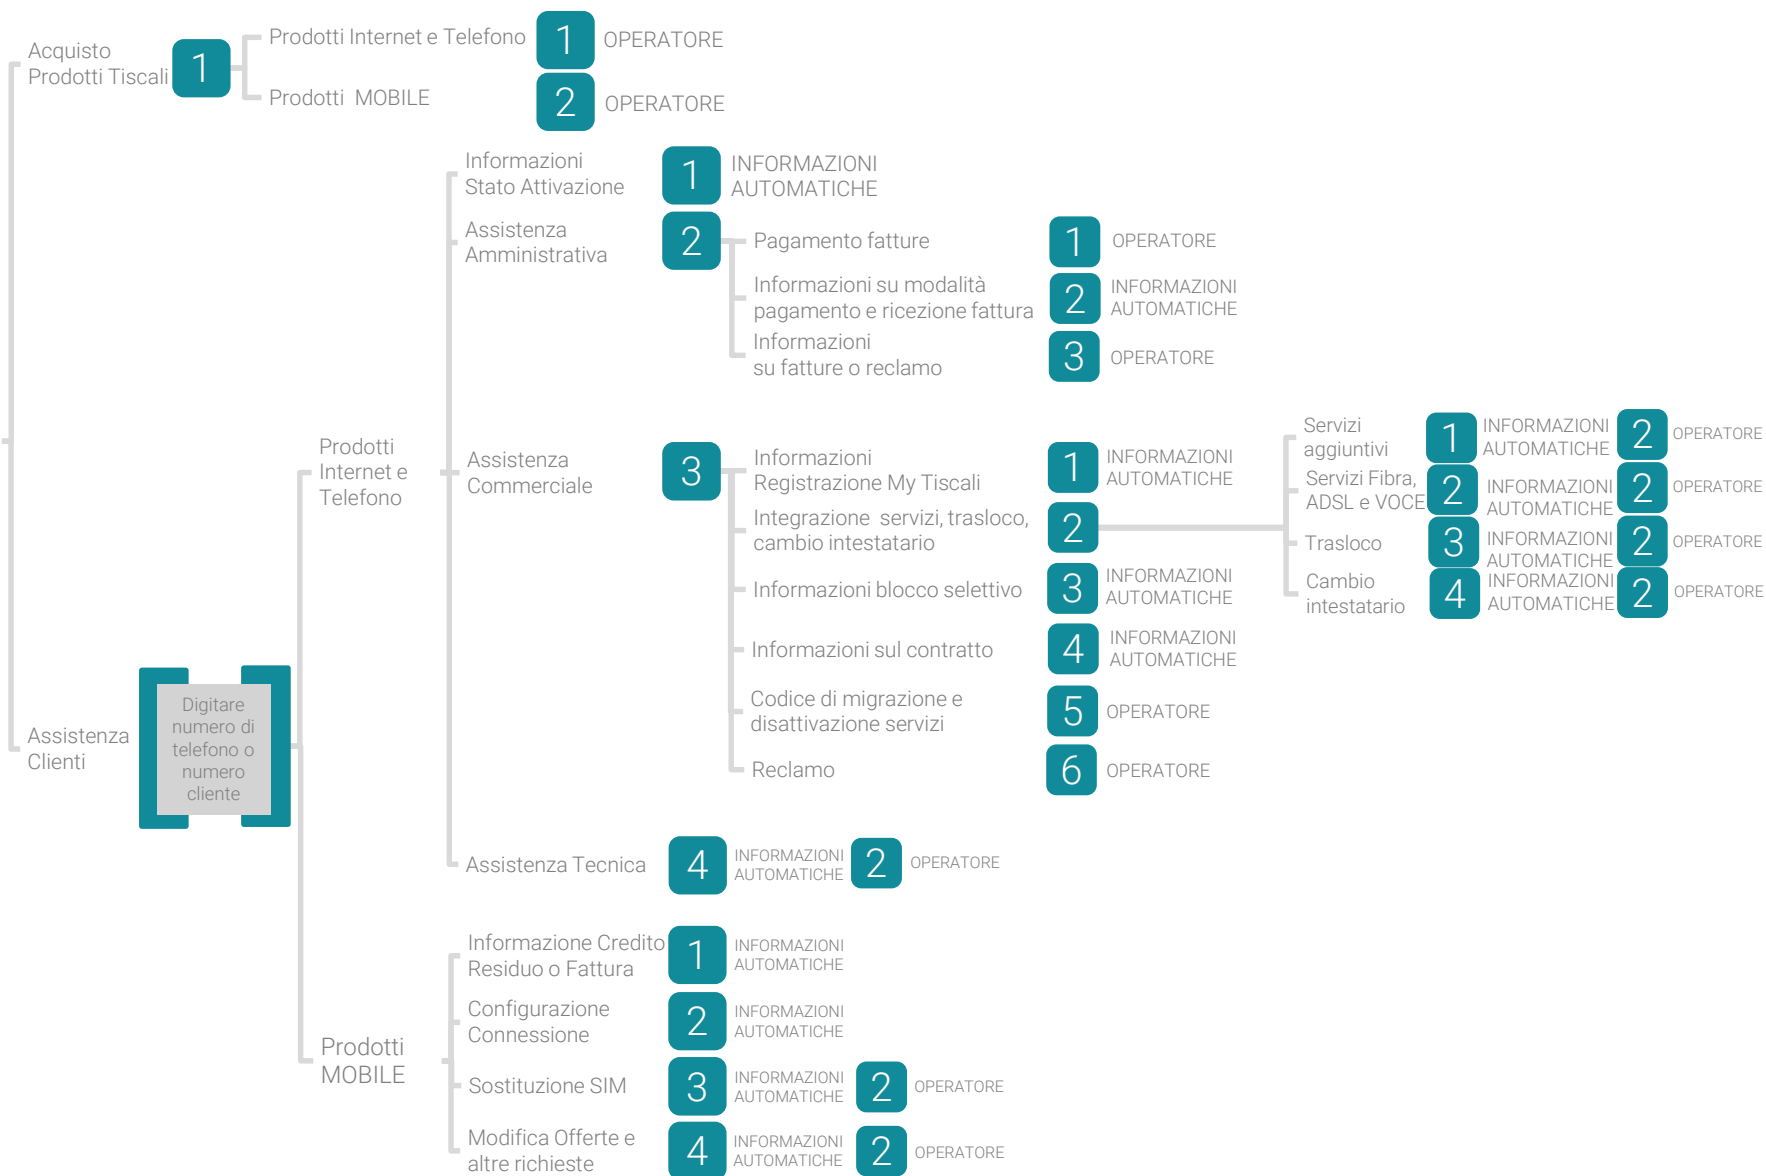 Acquisto
Prodotti Tiscali
1
Prodotti Internet e Telefono
1
OPERATORE
Prodotti MOBILE
2
OPERATORE
Assistenza
Clienti
Digitare
numero di
telefono o
numero
cliente
Prodotti
Internet e
Telefono
Informazioni
Stato Attivazione
1
INFORMAZIONI
AUTOMATICHE
Assistenza
Amministrativa
2
Pagamento fatture
1
OPERATORE
Informazioni su modalità
pagamento e ricezione fattura
2
INFORMAZIONI
AUTOMATICHE
Informazioni
su fatture o reclamo
3
OPERATORE
Assistenza
Commerciale
3
Informazioni
Registrazione My Tiscali
1
INFORMAZIONI
AUTOMATICHE
Integrazione servizi, trasloco,
cambio intestatario
2
Servizi
aggiuntivi
1
INFORMAZIONI
AUTOMATICHE
2
OPERATORE
Servizi Fibra,
ADSL e VOCE
2
INFORMAZIONI
AUTOMATICHE
2
OPERATORE
Trasloco
3
INFORMAZIONI
AUTOMATICHE
2
OPERATORE
Cambio
intestatario
4
INFORMAZIONI
AUTOMATICHE
2
OPERATORE
Informazioni blocco selettivo
3
INFORMAZIONI
AUTOMATICHE
Informazioni sul contratto
4
INFORMAZIONI
AUTOMATICHE
Codice di migrazione e
disattivazione servizi
5
OPERATORE
Reclamo
6
OPERATORE
Assistenza Tecnica
4
INFORMAZIONI
AUTOMATICHE
2
OPERATORE
Prodotti
MOBILE
Informazione Credito
Residuo o Fattura
1
INFORMAZIONI
AUTOMATICHE
Configurazione
Connessione
2
INFORMAZIONI
AUTOMATICHE
Sostituzione SIM
3
INFORMAZIONI
AUTOMATICHE
2
OPERATORE
Modifica Offerte e
altre richieste
4
INFORMAZIONI
AUTOMATICHE
2
OPERATORE